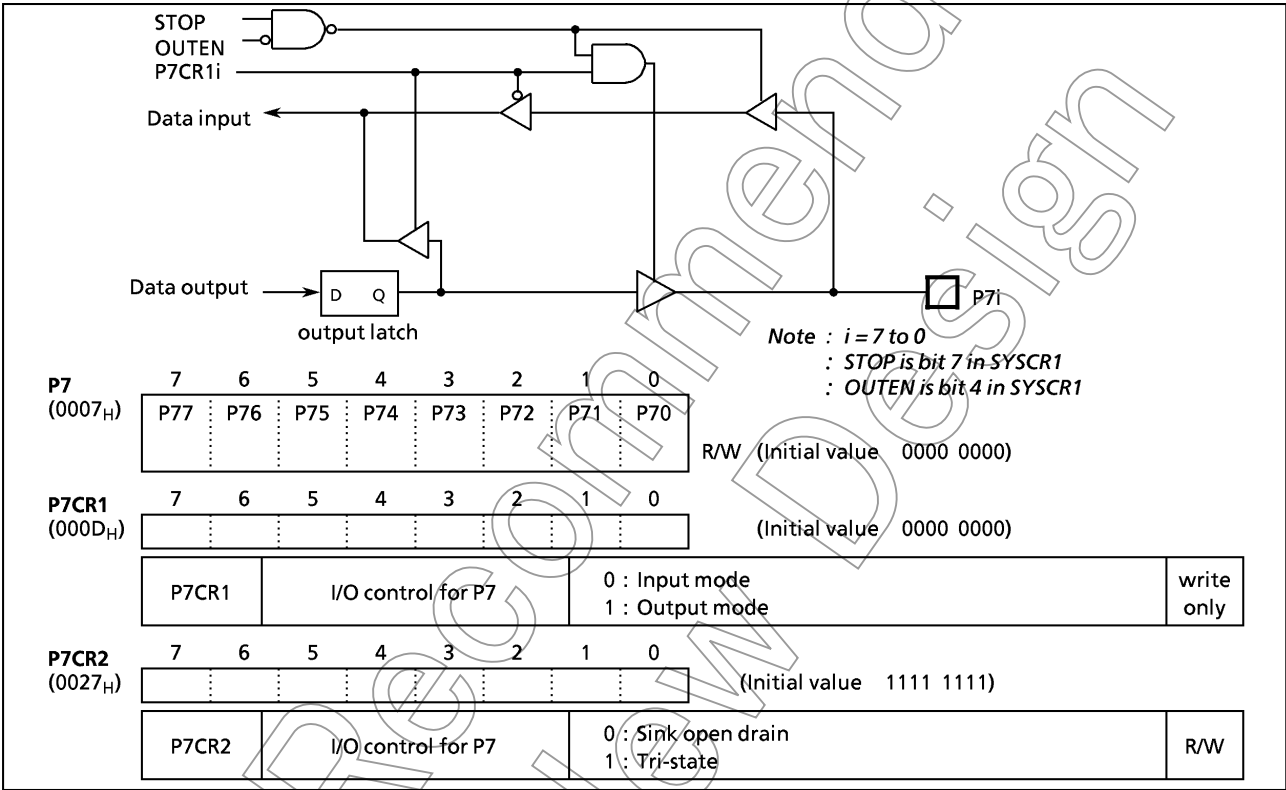 STOP
OUTEN
P7CR1i
Data input
Data output
D Q
output latch
P7i
Note : i = 7 to 0
: STOP is bit 7 in SYSCR1
: OUTEN is bit 4 in SYSCR1
P7
(0007H)
7 6 5 4 3 2 1 0
P77 P76 P75 P74 P73 P72 P71 P70
R/W (Initial value 0000 0000)
P7CR1
(000DH)
7 6 5 4 3 2 1 0
(Initial value 0000 0000)
P7CR1 I/O control for P7
0 : Input mode
1 : Output mode
write
only
P7CR2
(0027H)
7 6 5 4 3 2 1 0
(Initial value 1111 1111)
P7CR2 I/O control for P7
0 : Sink open drain
1 : Tri-state
R/W
Recommend
Design